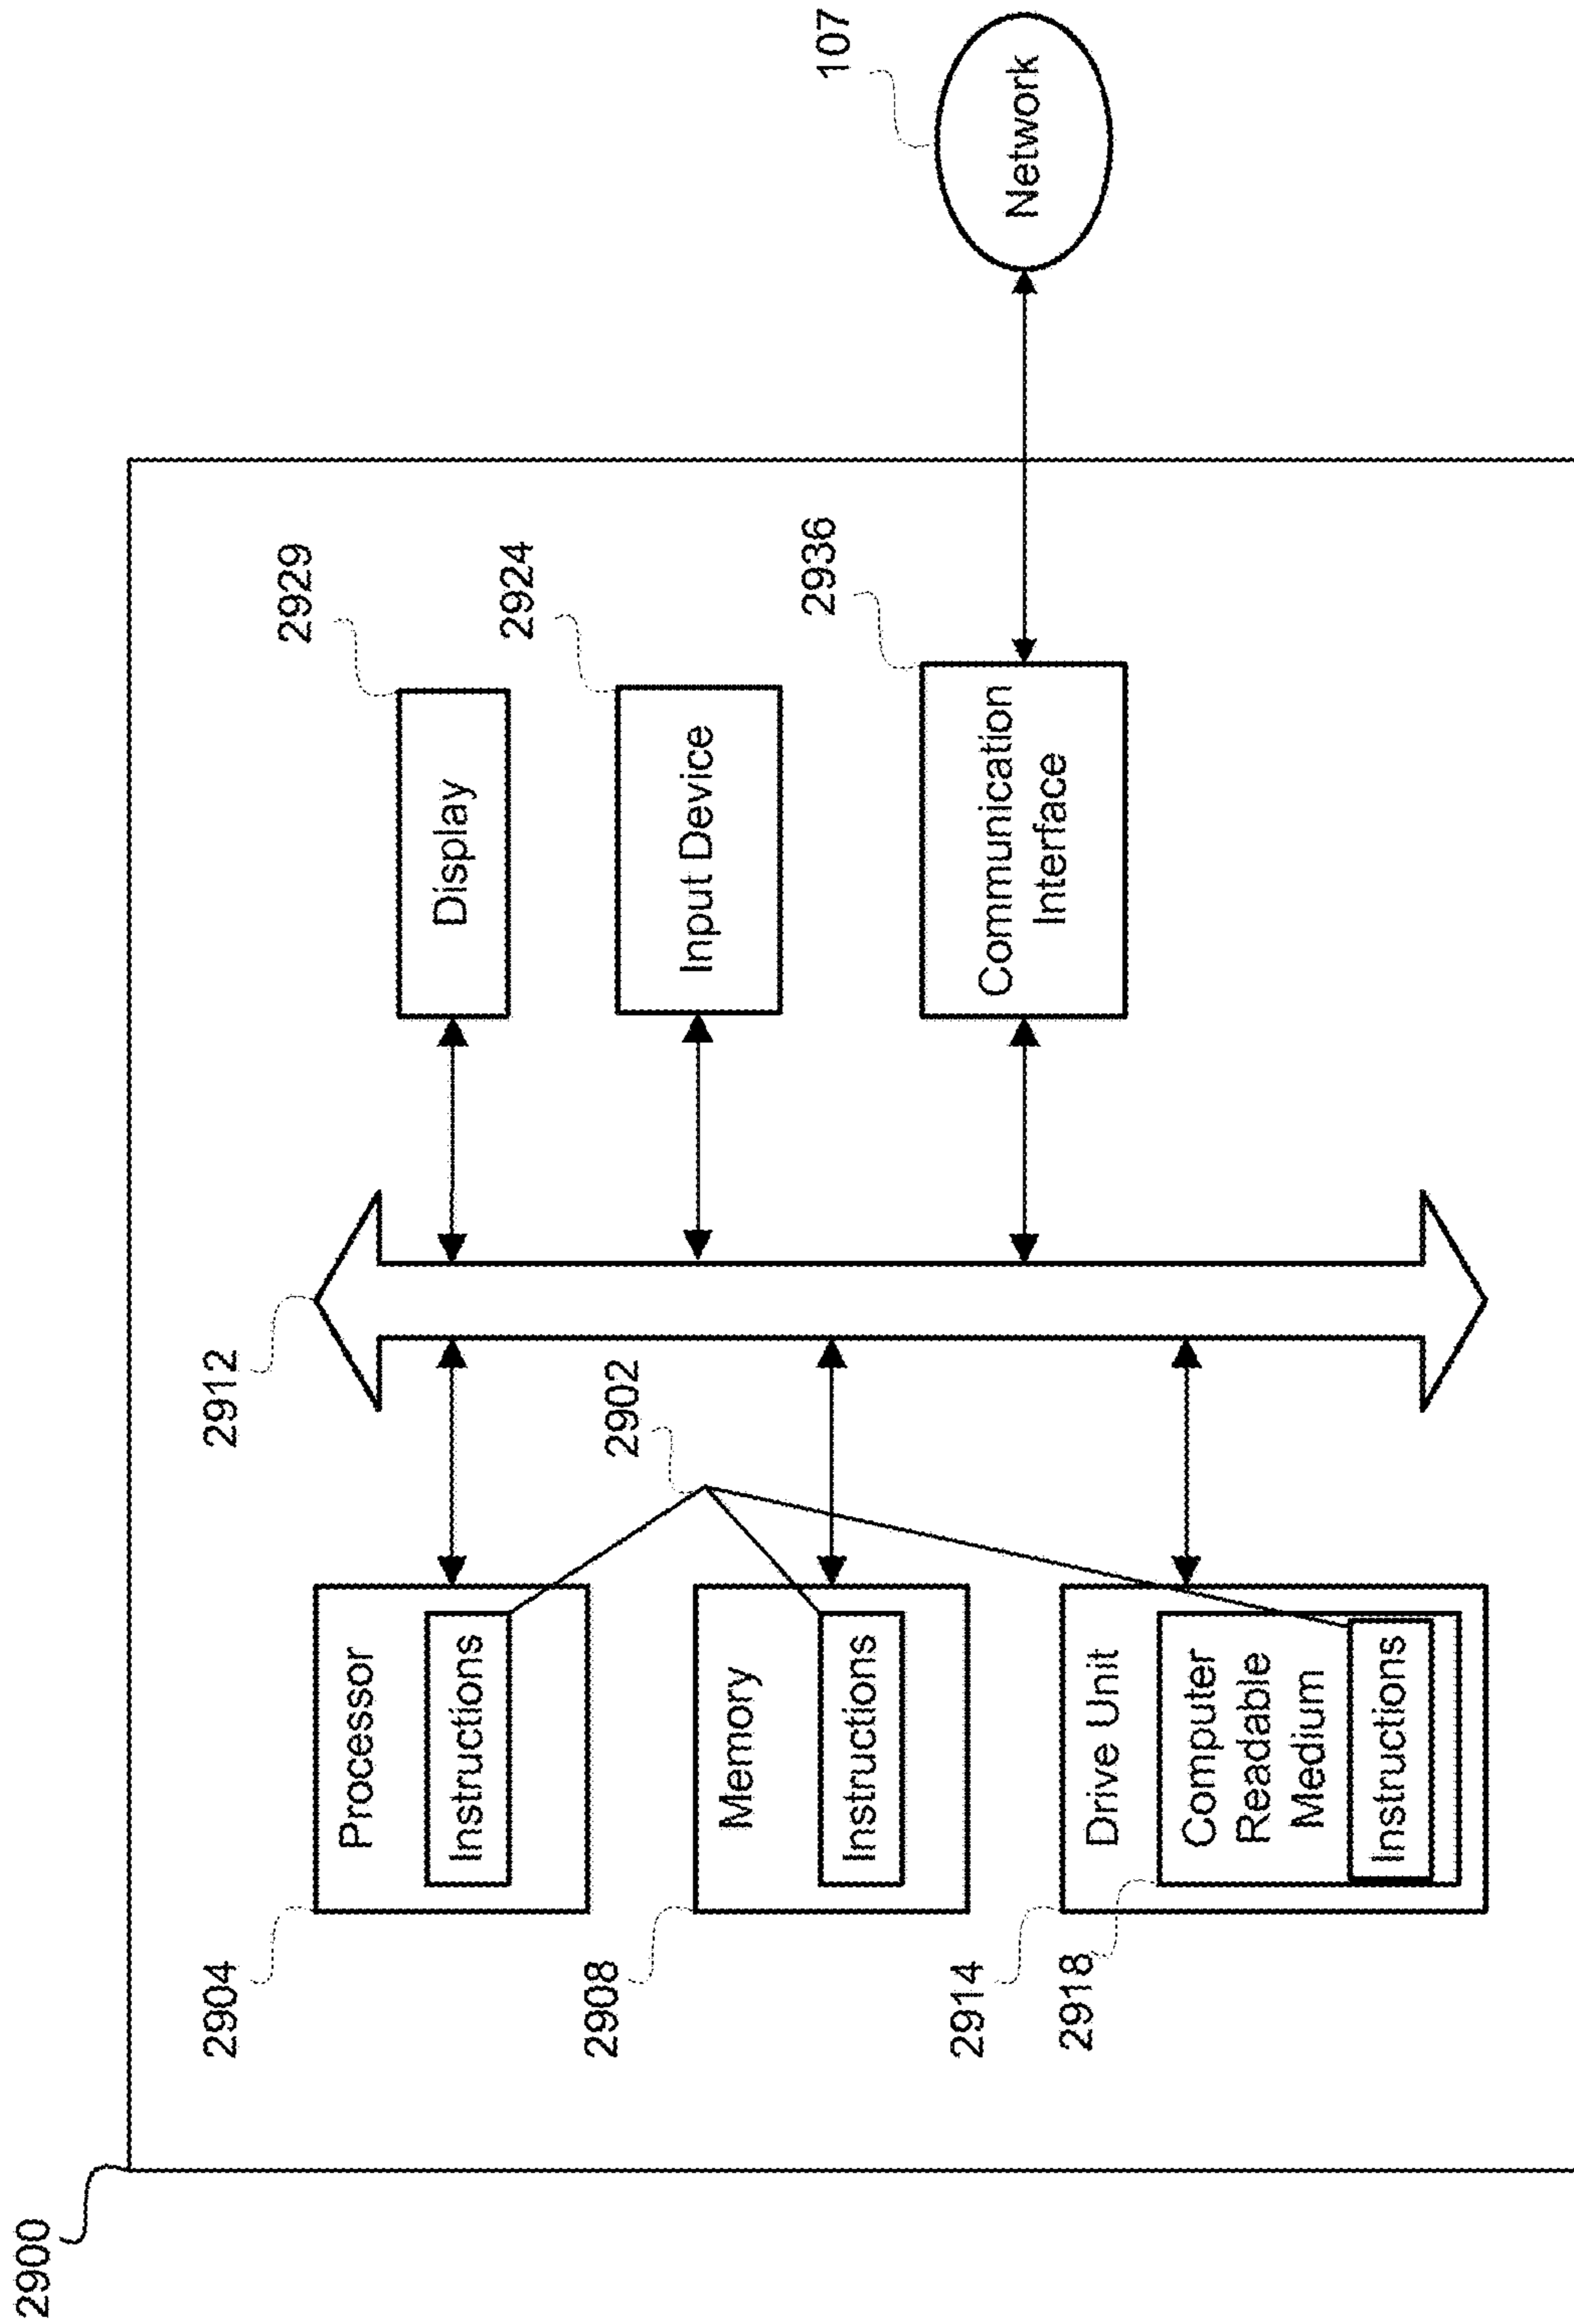 2900
2904
Processor
Instructions
2908
Memory
Instructions
2914
Drive Unit
2918
Computer
Readable
Medium
Instructions
2912
2902
2929
Display
2924
Input Device
2936
Communication
Interface
107
Network